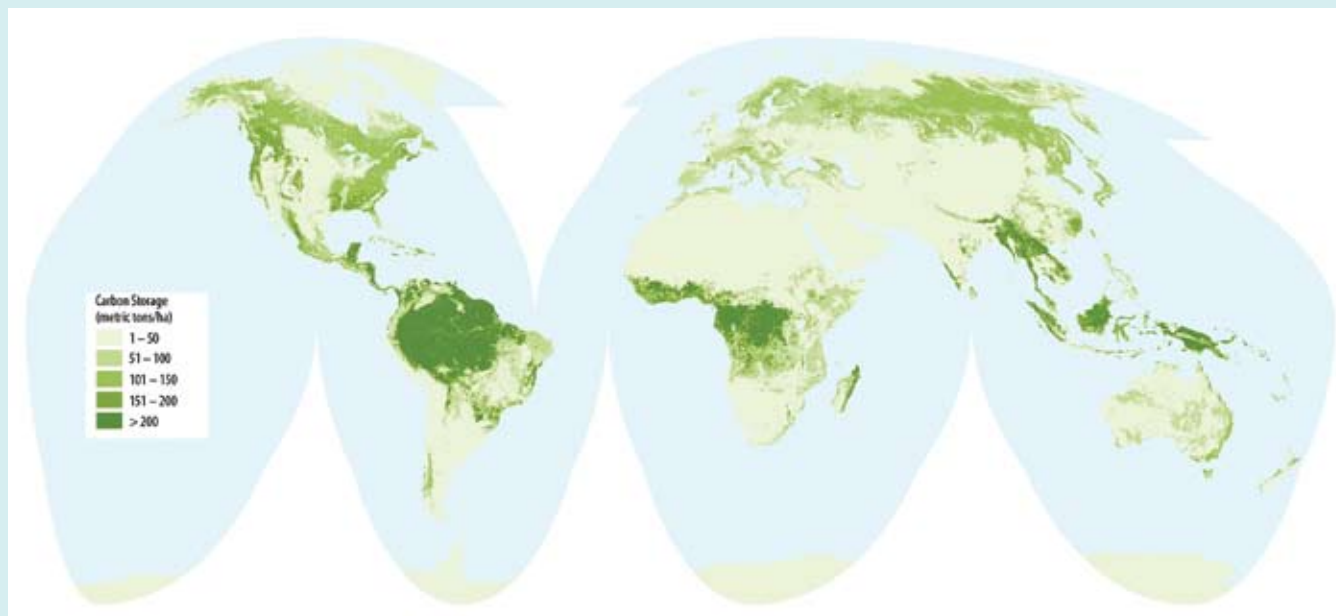 Carbon Storage
(metric tons/ha)
1 – 50
51 – 100
101 – 150
151 – 200
> 200